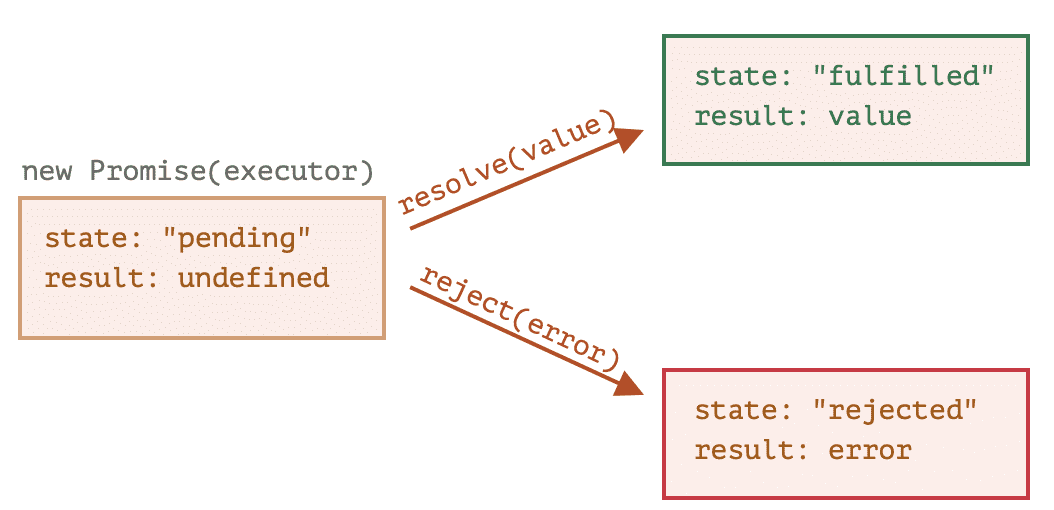 new Promise(executor)
state: "pending"
result: undefined
resolve(value)
reject(error)
state: "fulfilled"
result: value
state: "rejected"
result: error